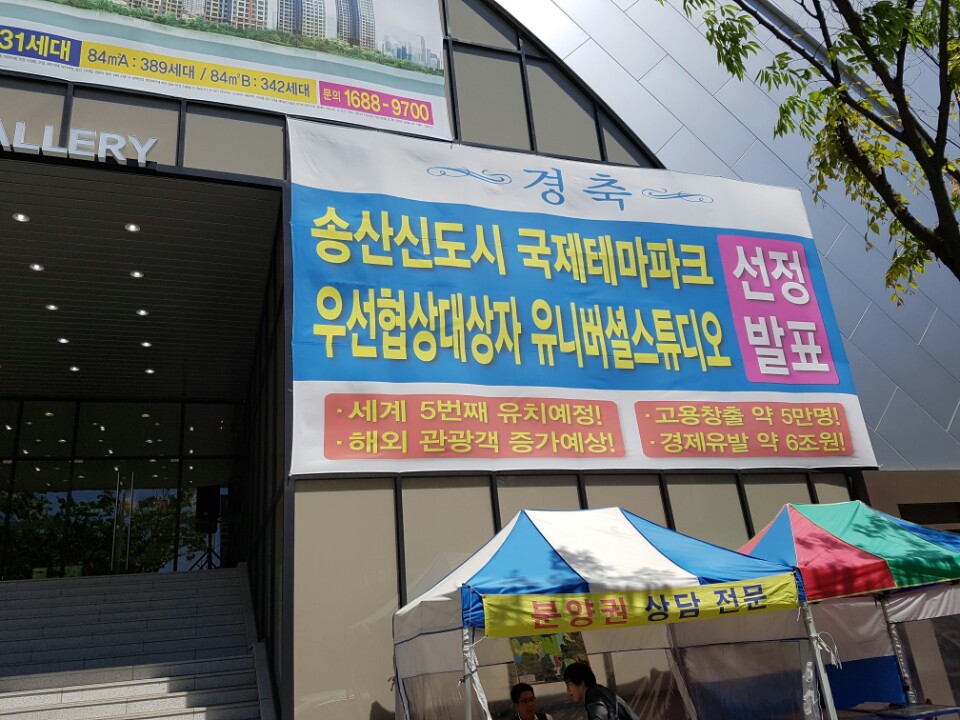 31세대
84㎡A : 389세대 / 84㎡B : 342세대
문의 1688-9700
ALLERY
경축
송산신도시 국제테마파크
우선협상대상자 유니버셜스튜디오
선정
발표
· 세계 5번째 유치예정!
· 해외 관광객 증가예상!
· 고용창출 약 5만명!
· 경제유발 약 6조원!
분양권 상담 전문